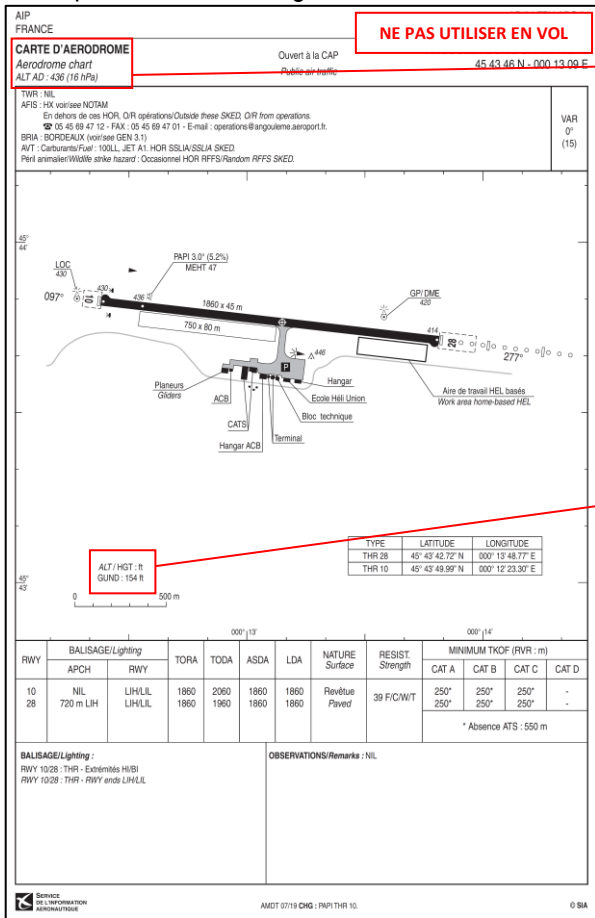 AIP
FRANCE
NE PAS UTILISER EN VOL
CARTE D'AERODROME
Aerodrome chart
ALT AD : 436 (16 hPa)
Ouvert à la CAP
Public air traffic
45 43 46 N - 000 13 09 E
TWR : NIL
AFIS : HX voir/see NOTAM
En dehors de ces HOR, O/R opérations/Outside these SKED, O/R from operations.
☎ 05 45 69 47 12 - FAX : 05 45 69 47 01 - E-mail : operations@angouleme.aeroport.fr.
BRIA : BORDEAUX (voir/see GEN 3.1)
AVT : Carburants/Fuel : 100LL, JET A1. HOR SSLIA/SSLIA SKED.
Péril animalier/Wildlife strike hazard : Occasionnel HOR RFFS/Random RFFS SKED.
VAR
0°
(15)
45°
44'
LOC
430
PAPI 3.0° (5.2%)
MEHT 47
097°
10
430
436
1860 x 45 m
750 x 80 m
GP/ DME
420
414
28
277°
446
P
Planeurs
Gliders
ACB
CATS
Hangar ACB
Terminal
Bloc technique
Ecole Héli Union
Hangar
Aire de travail HEL basés
Work area home-based HEL
TYPE LATITUDE LONGITUDE
THR 28 45° 43' 42.72" N 000° 13' 48.77" E
THR 10 45° 43' 49.99" N 000° 12' 23.30" E
ALT / HGT : ft
GUND : 154 ft
45°
43'
0 500 m
000° 13' 000° 14'
RWY BALISAGE/Lighting TORA TODA ASDA LDA NATURE Surface RESIST. Strength MINIMUM TKOF (RVR : m)
APCH RWY CAT A CAT B CAT C CAT D
10 NIL LIH/LIL 1860 2060 1860 1860 Revêtue 39 F/C/W/T 250* 250* 250* -
28 720 m LIH LIH/LIL 1860 1960 1860 1860 Paved 250* 250* 250* -
* Absence ATS : 550 m
BALISAGE/Lighting :
RWY 10/28 : THR - Extrémités HI/BI
RWY 10/28 : THR - RWY ends LIH/LIL
OBSERVATIONS/Remarks : NIL
SERVICE
DE L'INFORMATION
AERONAUTIQUE
AMDT 07/19 CHG : PAPI THR 10.
© SIA